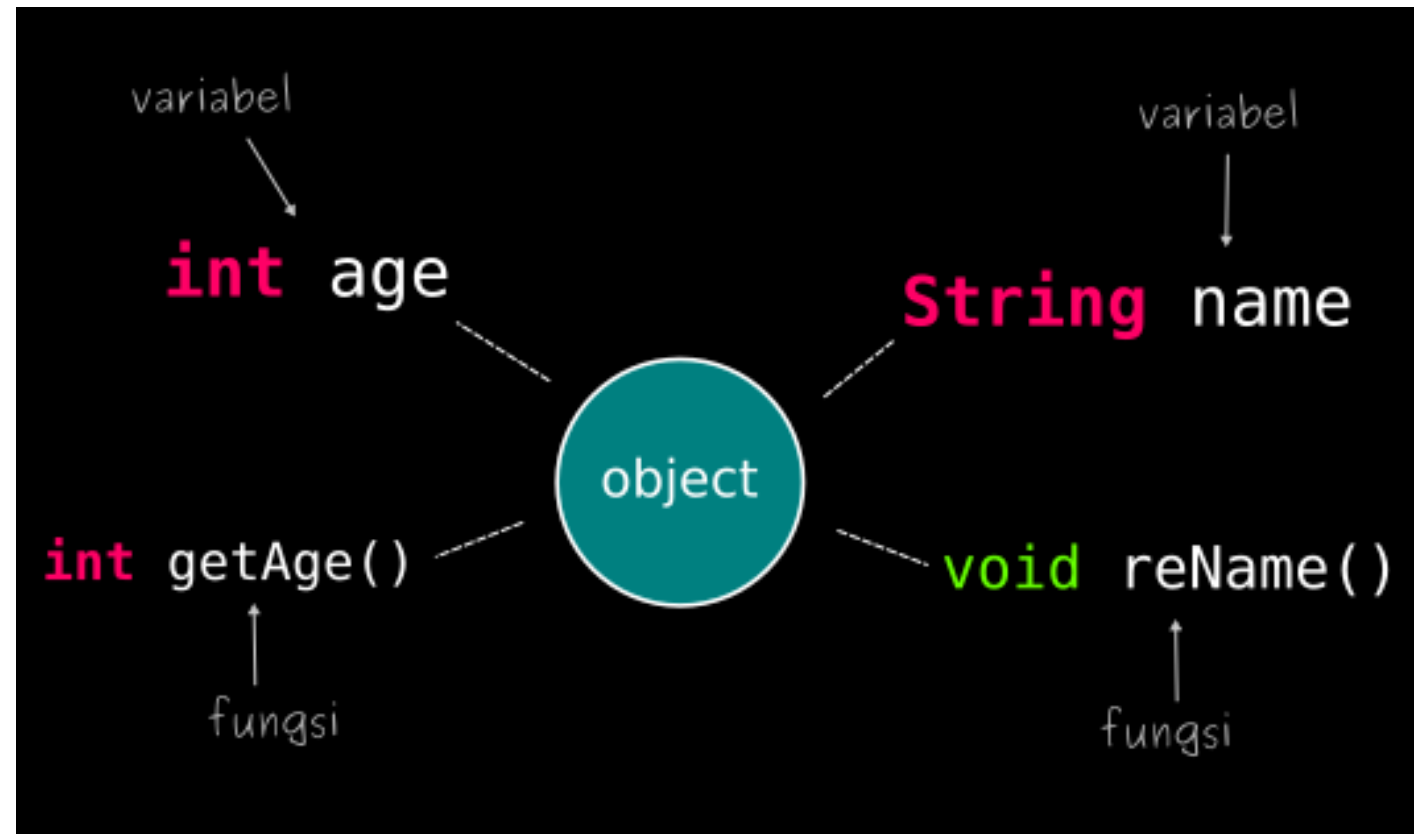 variabel
variabel
int age
String name
object
int getAge()
void reName()
fungsi
fungsi